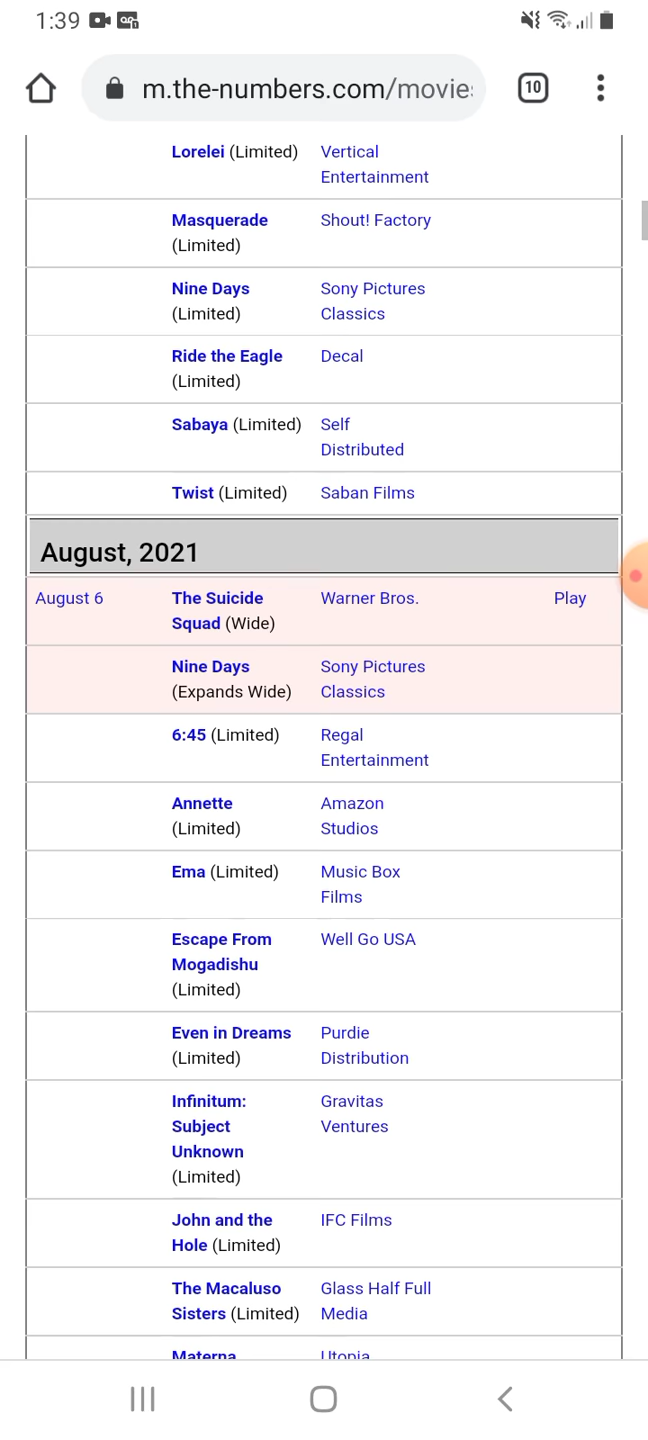 1:39
m.the-numbers.com/movie
10
Lorelei (Limited) Vertical
Entertainment
Masquerade Shout! Factory
(Limited)
Nine Days Sony Pictures
(Limited) Classics
Ride the Eagle Decal
(Limited)
Sabaya (Limited) Self
Distributed
Twist (Limited) Saban Films
August, 2021
August 6 The Suicide Warner Bros. Play
Squad (Wide)
Nine Days Sony Pictures
(Expands Wide) Classics
6:45 (Limited) Regal
Entertainment
Annette Amazon
(Limited) Studios
Ema (Limited) Music Box
Films
Escape From Well Go USA
Mogadishu
(Limited)
Even in Dreams Purdie
(Limited) Distribution
Infinitum: Gravitas
Subject Ventures
Unknown
(Limited)
John and the IFC Films
Hole (Limited)
The Macaluso Glass Half Full
Sisters (Limited) Media
Materna Utopia